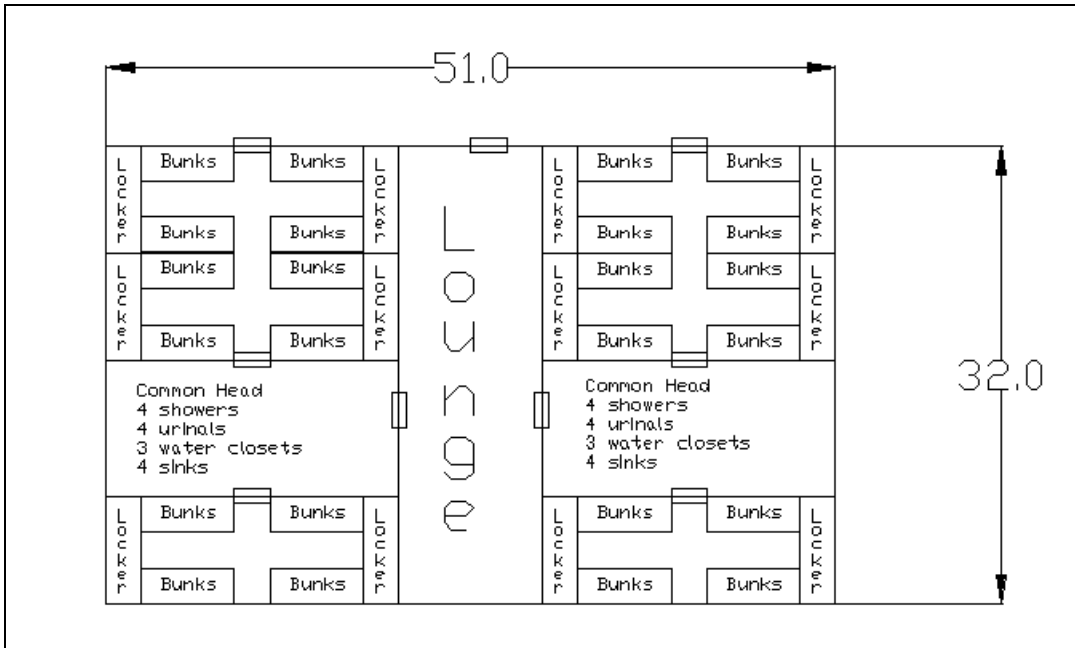 51.0
Locker Bunks Bunks Locker Locker Bunks Bunks Locker
Bunks Bunks Bunks Bunks
Locker Bunks Bunks Locker Locker Bunks Bunks Locker
Bunks Bunks Bunks Bunks
Lounge
32.0
Common Head
4 showers
4 urinals
3 water closets
4 sinks
Common Head
4 showers
4 urinals
3 water closets
4 sinks
Locker Bunks Bunks Locker Locker Bunks Bunks Locker
Bunks Bunks Bunks Bunks